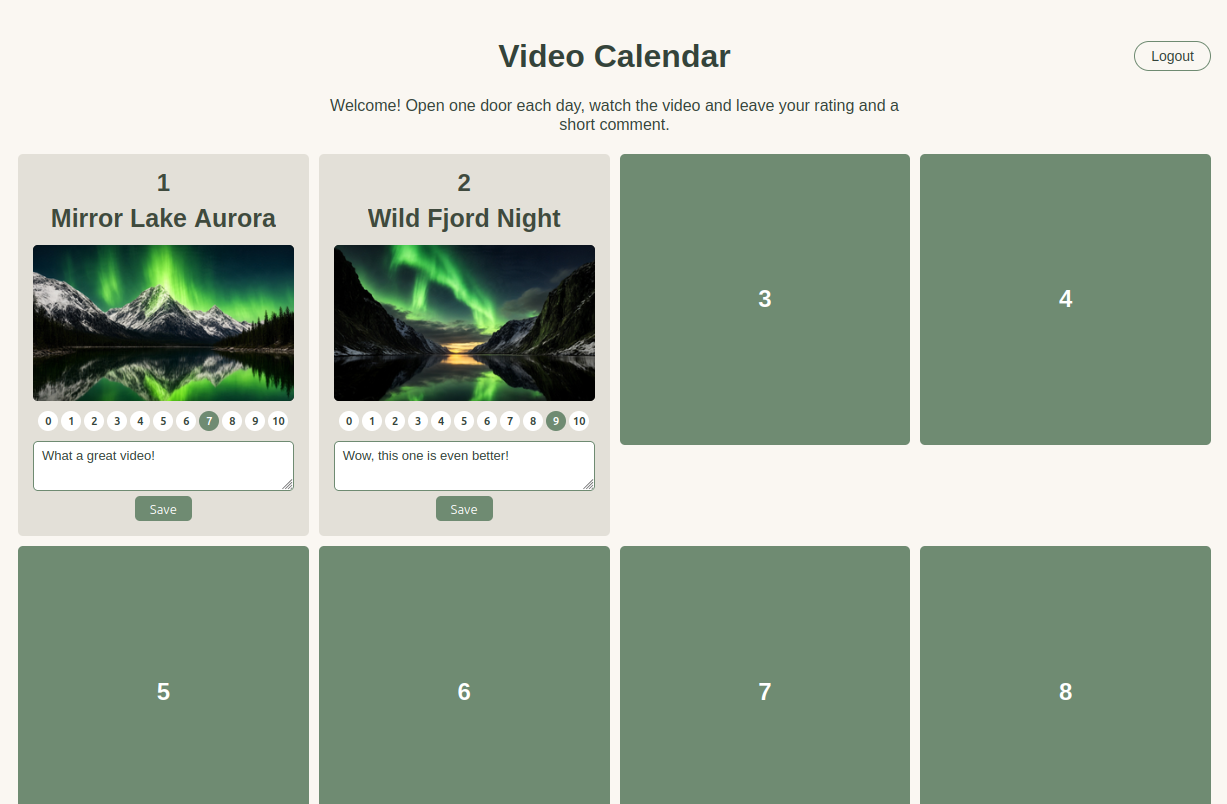 Video Calendar
Logout
Welcome! Open one door each day, watch the video and leave your rating and a
short comment.
1
Mirror Lake Aurora
0 1 2 3 4 5 6 7 8 9 10
What a great video!
Save
2
Wild Fjord Night
0 1 2 3 4 5 6 7 8 9 10
Wow, this one is even better!
Save
3
4
5
6
7
8